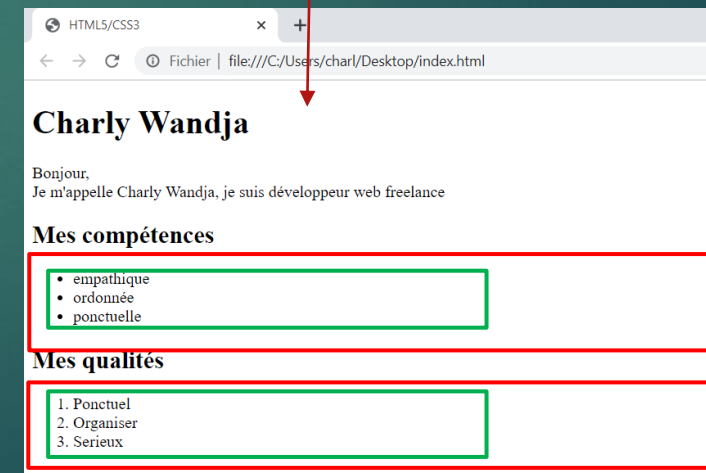 HTML5/CSS3
Fichier | file:///C:/Users/charl/Desktop/index.html
Charly Wandja
Bonjour,
Je m'appelle Charly Wandja, je suis développeur web freelance
Mes compétences
• empathique
• ordonnée
• ponctuelle
Mes qualités
1. Ponctuel
2. Organiser
3. Serieux